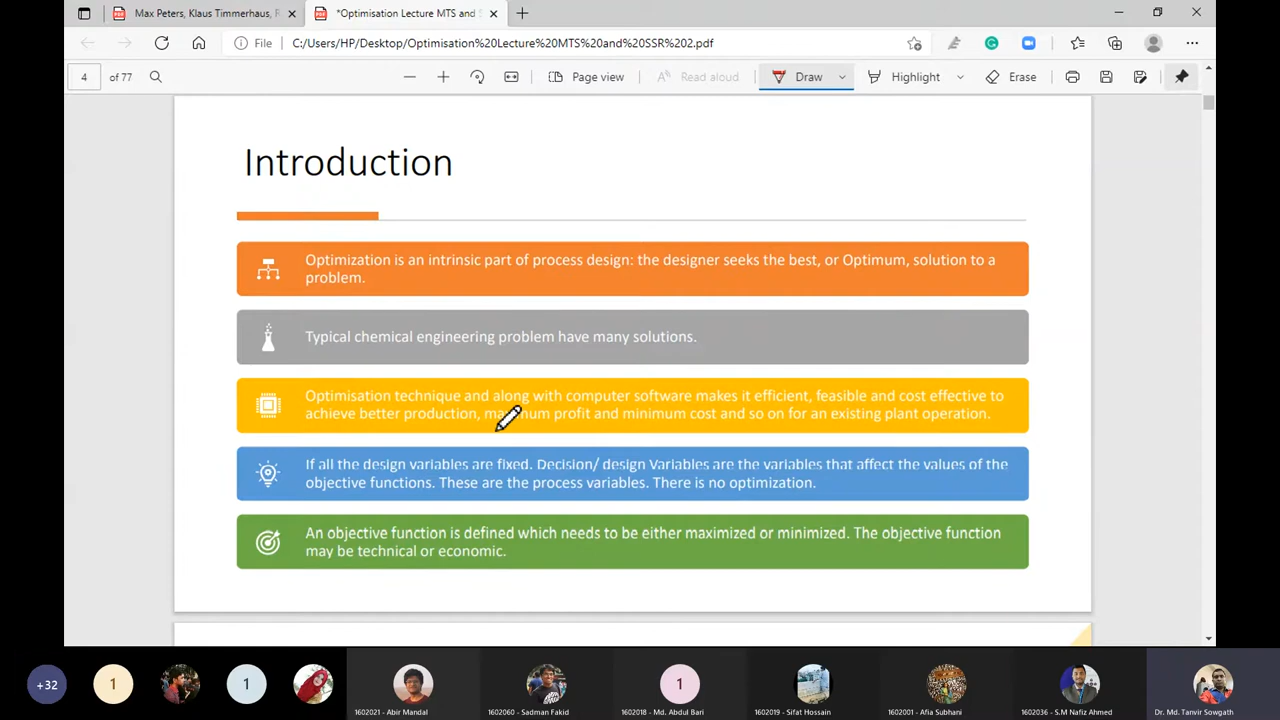 Max Peters, Klaus Timmerhaus, R
*Optimisation Lecture MTS and S
File
C:/Users/HP/Desktop/Optimisation%20Lecture%20MTS%20and%20SSR%202.pdf
4 of 77
Page view
Read aloud
Draw
Highlight
Erase
Introduction
Optimization is an intrinsic part of process design: the designer seeks the best, or Optimum, solution to a
problem.
Typical chemical engineering problem have many solutions.
Optimisation technique and along with computer software makes it efficient, feasible and cost effective to
achieve better production, maximum profit and minimum cost and so on for an existing plant operation.
If all the design variables are fixed. Decision/ design Variables are the variables that affect the values of the
objective functions. These are the process variables. There is no optimization.
An objective function is defined which needs to be either maximized or minimized. The objective function
may be technical or economic.
+32
1
1
1
1602021 - Abir Mandal
1602060 - Sadman Fakid
1602018 - Md. Abdul Bari
1602019 - Sifat Hossain
1602001 - Afia Subhani
1602036 - S.M Nafiz Ahmed
Dr. Md. Tanvir Sowgath